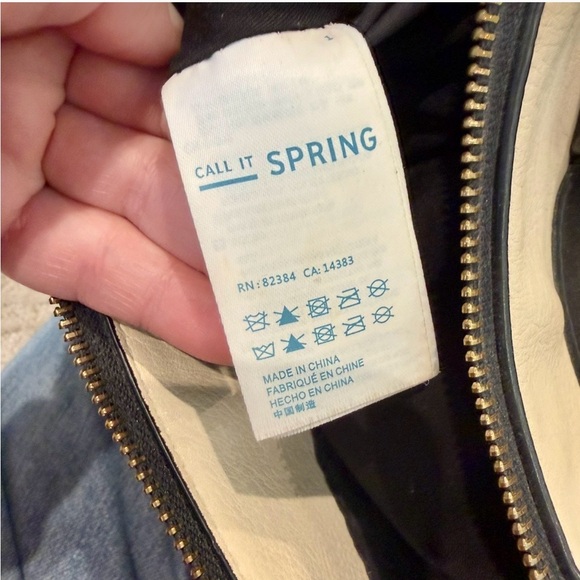 CALL IT SPRING
RN: 82384 CA: 14383
MADE IN CHINA
FABRIQUÉ EN CHINE
HECHO EN CHINA
中国制造